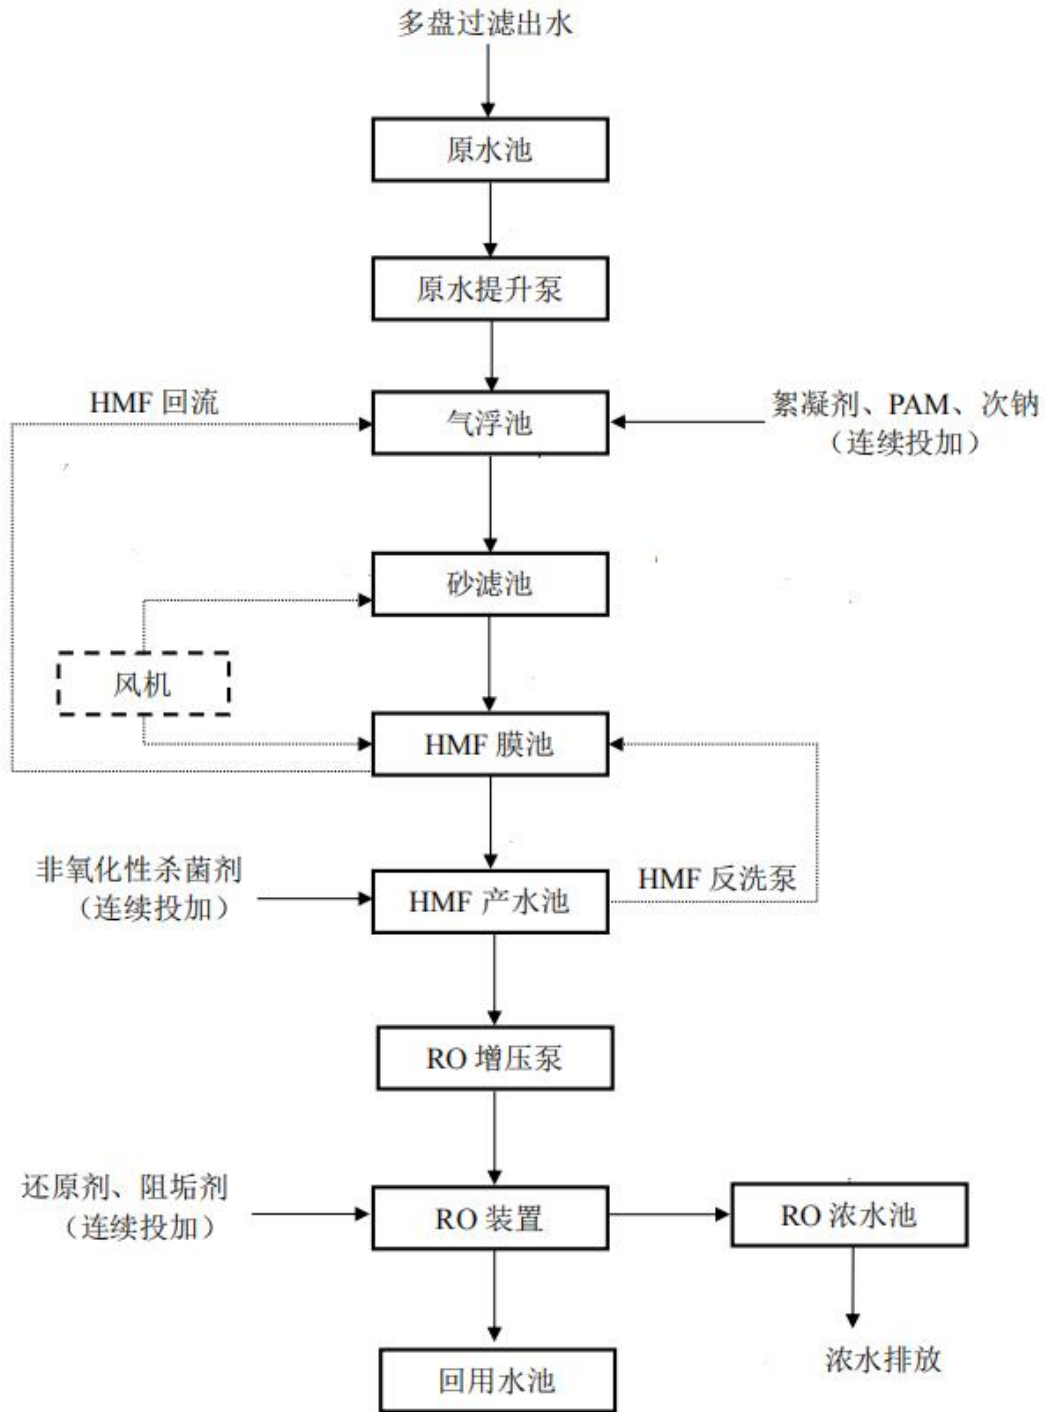 多盘过滤出水
原水池
原水提升泵
HMF 回流
气浮池
絮凝剂、PAM、次钠
（连续投加）
砂滤池
风机
HMF 膜池
非氧化性杀菌剂
（连续投加）
HMF 产水池
HMF 反洗泵
RO 增压泵
还原剂、阻垢剂
（连续投加）
RO 装置
RO 浓水池
回用水池
浓水排放